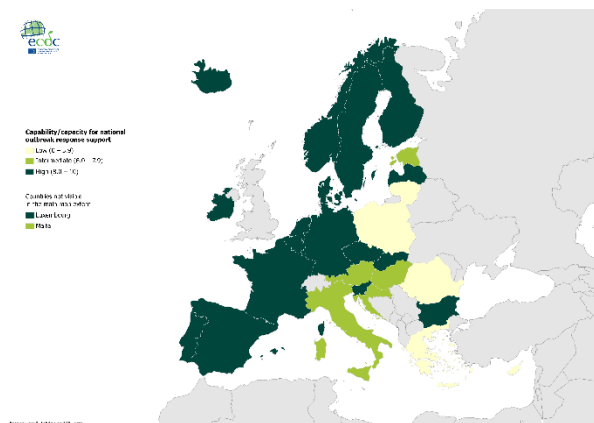 ecdc
Capability/capacity for national
outbreak response support
Low (0 – 5.9)
Intermediate (6.0 – 7.9)
High (8.0 – 10)
Countries not visible
in the main map extent
Luxembourg
Malta